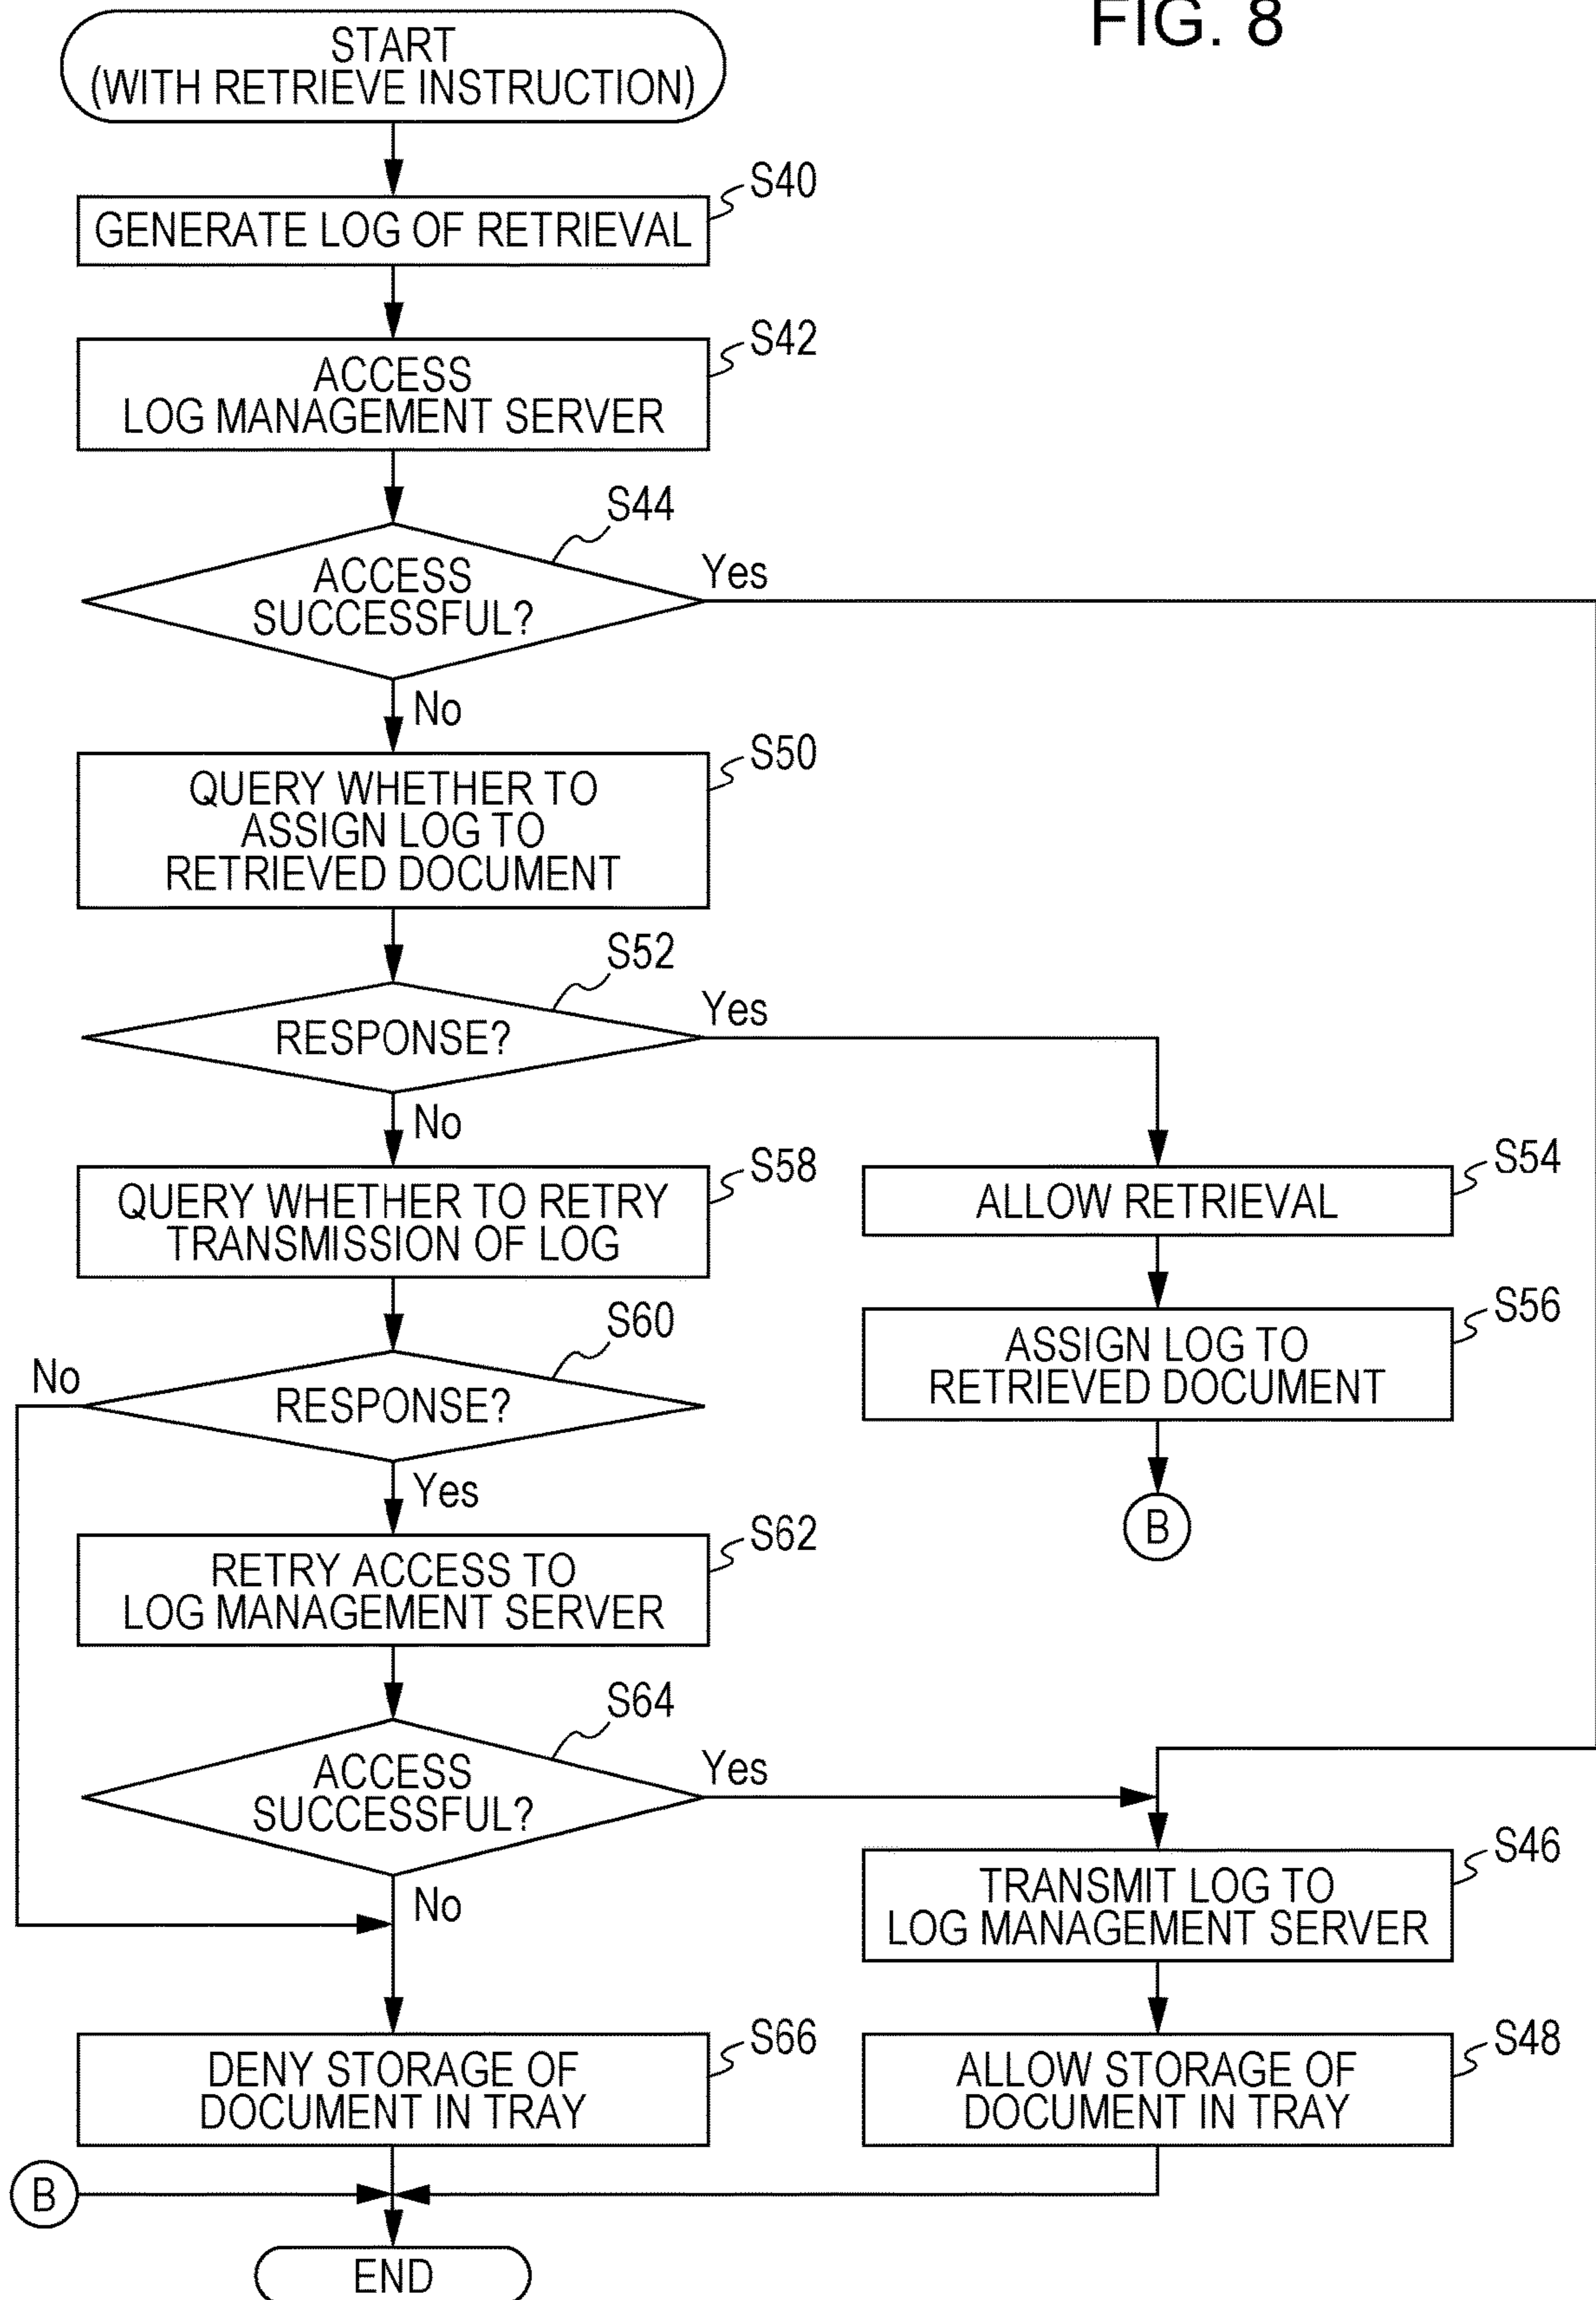 FIG. 8
START
(WITH RETRIEVE INSTRUCTION)
S40
GENERATE LOG OF RETRIEVAL
S42
ACCESS
LOG MANAGEMENT SERVER
S44
ACCESS
SUCCESSFUL?
Yes
No
S50
QUERY WHETHER TO
ASSIGN LOG TO
RETRIEVED DOCUMENT
S52
RESPONSE?
Yes
No
S58
QUERY WHETHER TO RETRY
TRANSMISSION OF LOG
S54
ALLOW RETRIEVAL
S56
ASSIGN LOG TO
RETRIEVED DOCUMENT
B
S60
RESPONSE?
No
Yes
S62
RETRY ACCESS TO
LOG MANAGEMENT SERVER
S64
ACCESS
SUCCESSFUL?
Yes
No
S46
TRANSMIT LOG TO
LOG MANAGEMENT SERVER
S66
DENY STORAGE OF
DOCUMENT IN TRAY
S48
ALLOW STORAGE OF
DOCUMENT IN TRAY
B
END